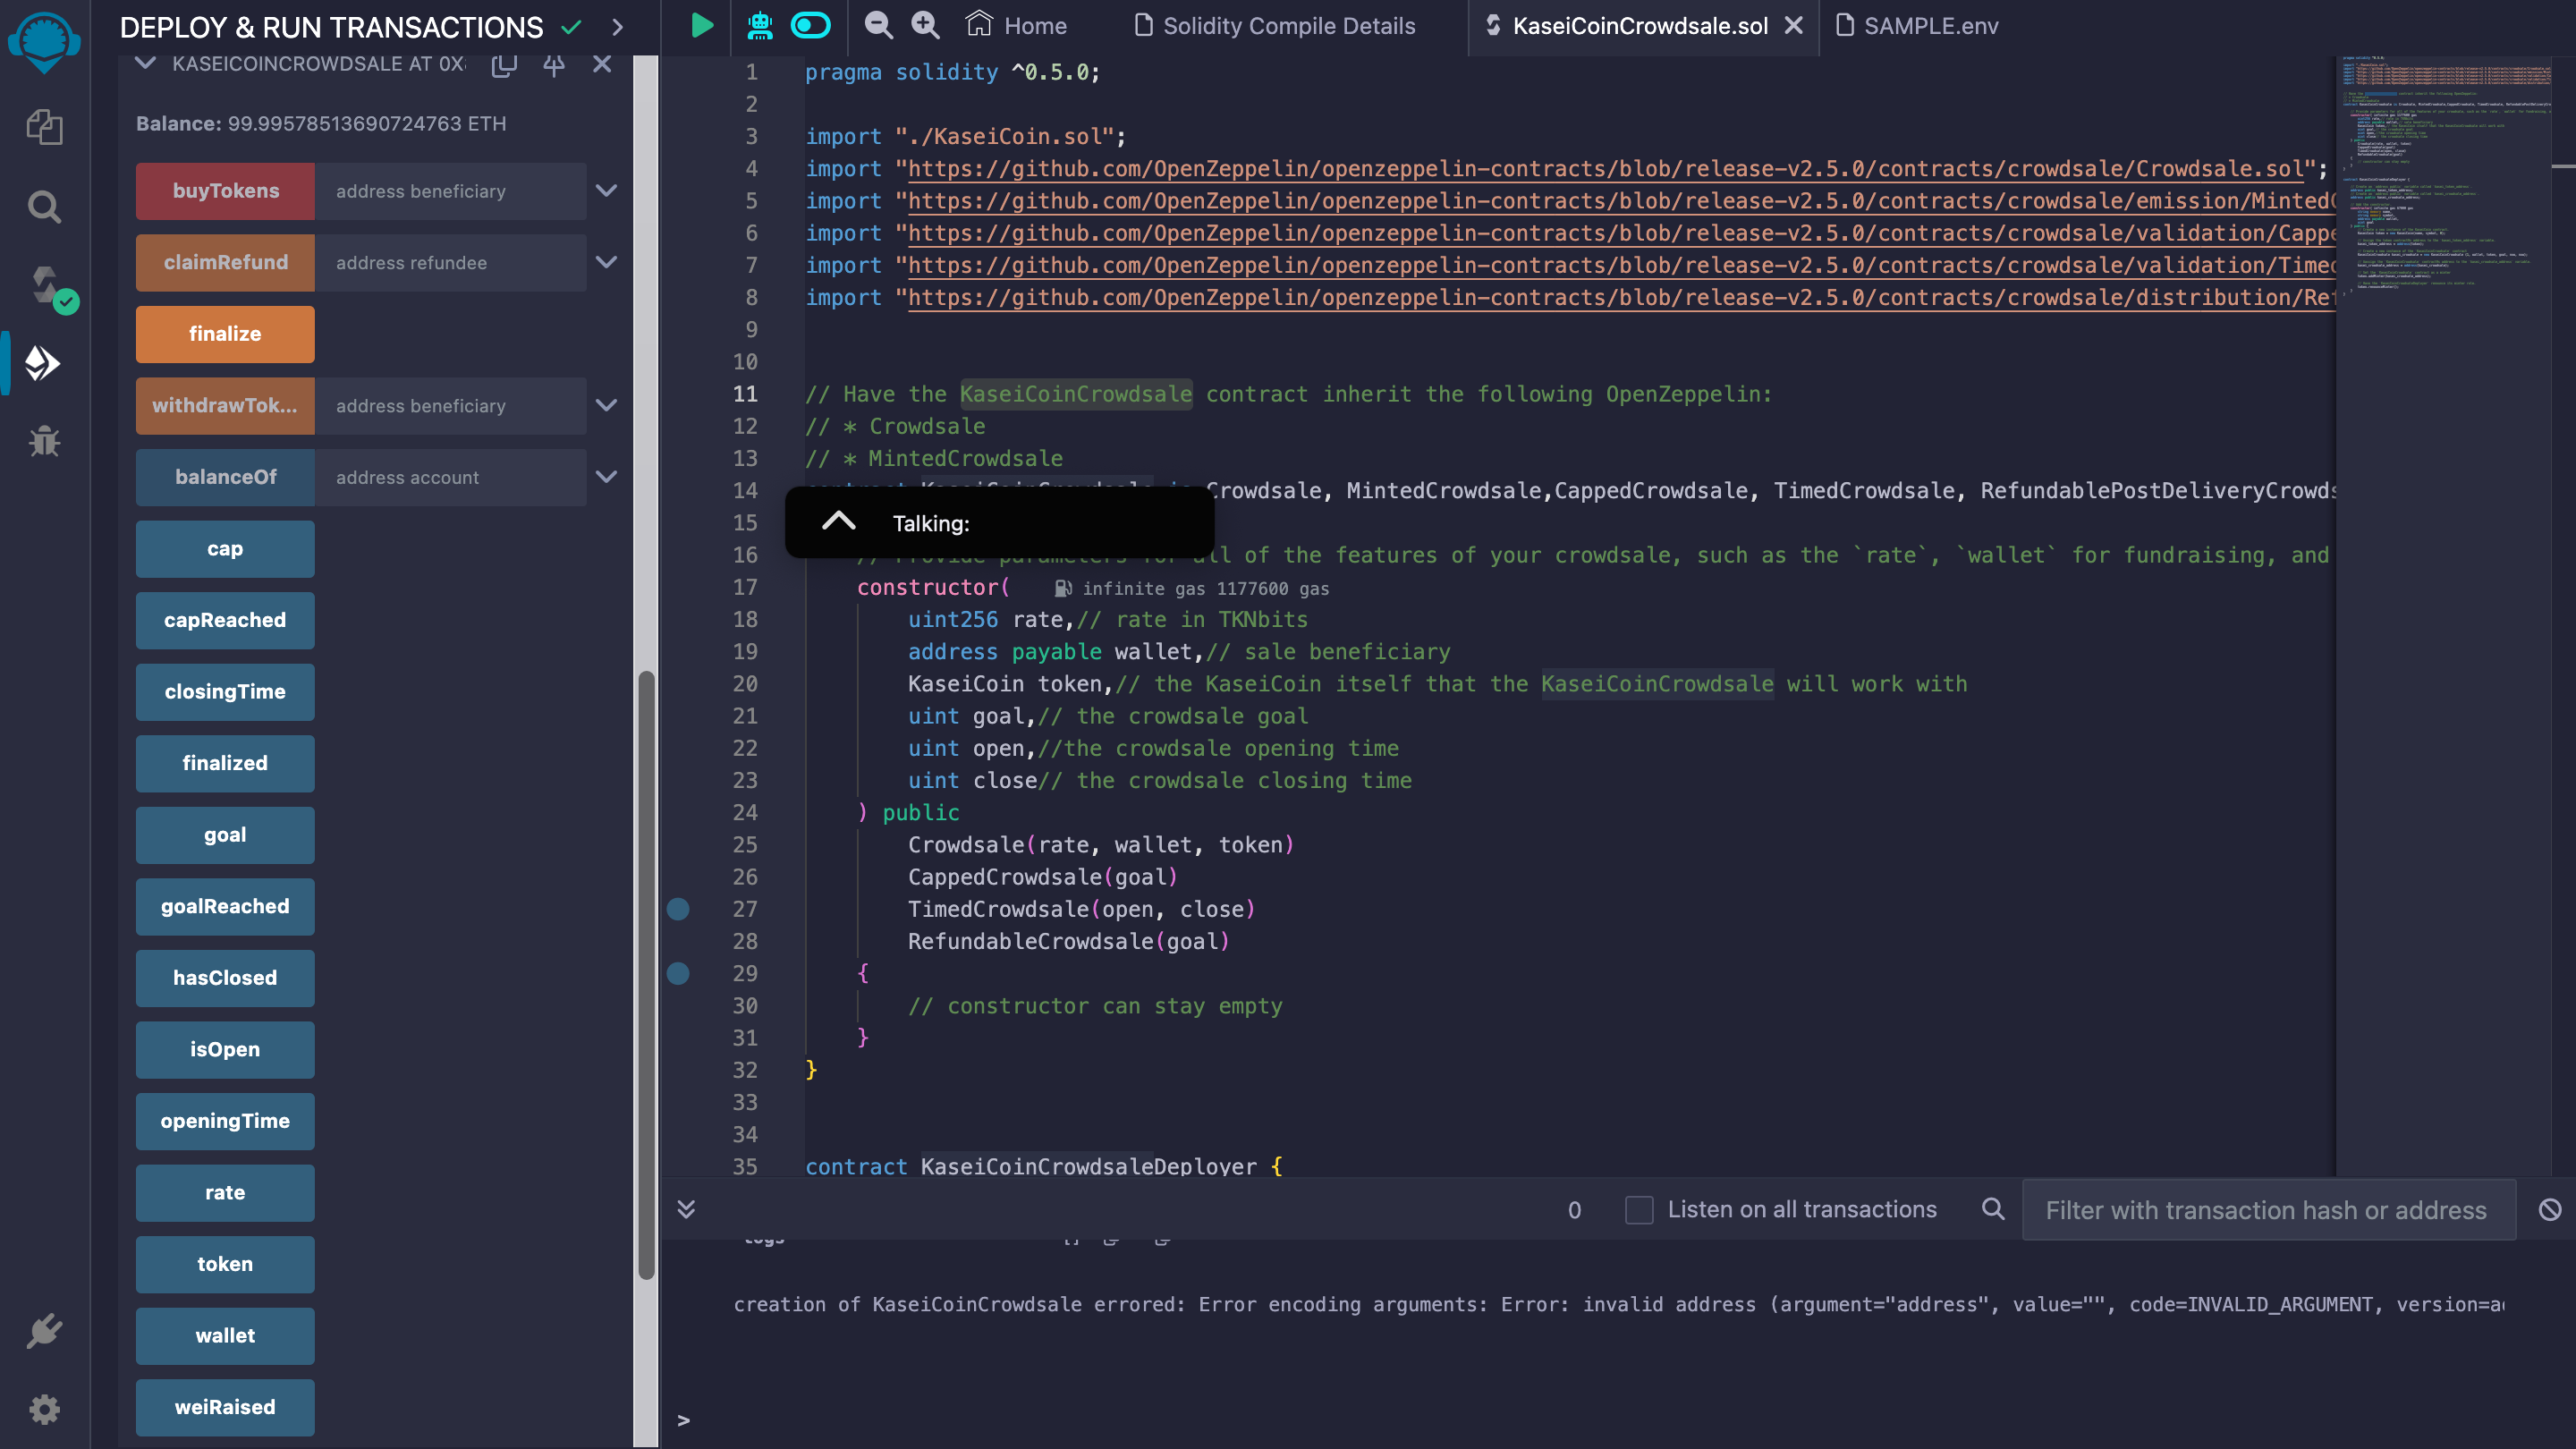 DEPLOY & RUN TRANSACTIONS
KASEICOINCROWDSALE AT 0X
Balance: 99.99578513690724763 ETH
buyTokens address beneficiary
claimRefund address refundee
finalize
withdrawTok... address beneficiary
balanceOf address account
cap
capReached
closingTime
finalized
goal
goalReached
hasClosed
isOpen
openingTime
rate
token
wallet
weiRaised
Home
Solidity Compile Details
KaseiCoinCrowdsale.sol
SAMPLE.env
1 pragma solidity ^0.5.0;
2
3 import "./KaseiCoin.sol";
4 import "https://github.com/OpenZeppelin/openzeppelin-contracts/blob/release-v2.5.0/contracts/crowdsale/Crowdsale.sol";
5 import "https://github.com/OpenZeppelin/openzeppelin-contracts/blob/release-v2.5.0/contracts/crowdsale/emission/Minted
6 import "https://github.com/OpenZeppelin/openzeppelin-contracts/blob/release-v2.5.0/contracts/crowdsale/validation/Cappe
7 import "https://github.com/OpenZeppelin/openzeppelin-contracts/blob/release-v2.5.0/contracts/crowdsale/validation/Timed
8 import "https://github.com/OpenZeppelin/openzeppelin-contracts/blob/release-v2.5.0/contracts/crowdsale/distribution/Ref
9
10
11 // Have the KaseiCoinCrowdsale contract inherit the following OpenZeppelin:
12 // * Crowdsale
13 // * MintedCrowdsale
14 Crowdsale, MintedCrowdsale,CappedCrowdsale, TimedCrowdsale, RefundablePostDeliveryCrowds
Talking:
15
16 all of the features of your crowdsale, such as the `rate`, `wallet` for fundraising, and
17 constructor( infinite gas 1177600 gas
18 uint256 rate,// rate in TKNbits
19 address payable wallet,// sale beneficiary
20 KaseiCoin token,// the KaseiCoin itself that the KaseiCoinCrowdsale will work with
21 uint goal,// the crowdsale goal
22 uint open,//the crowdsale opening time
23 uint close// the crowdsale closing time
24 ) public
25 Crowdsale(rate, wallet, token)
26 CappedCrowdsale(goal)
27 TimedCrowdsale(open, close)
28 RefundableCrowdsale(goal)
29 {
30 // constructor can stay empty
31 }
32 }
33
34
35 contract KaseiCoinCrowdsaleDeployer {
0 Listen on all transactions Filter with transaction hash or address
logs
creation of KaseiCoinCrowdsale errored: Error encoding arguments: Error: invalid address (argument="address", value="", code=INVALID_ARGUMENT, version=a
>